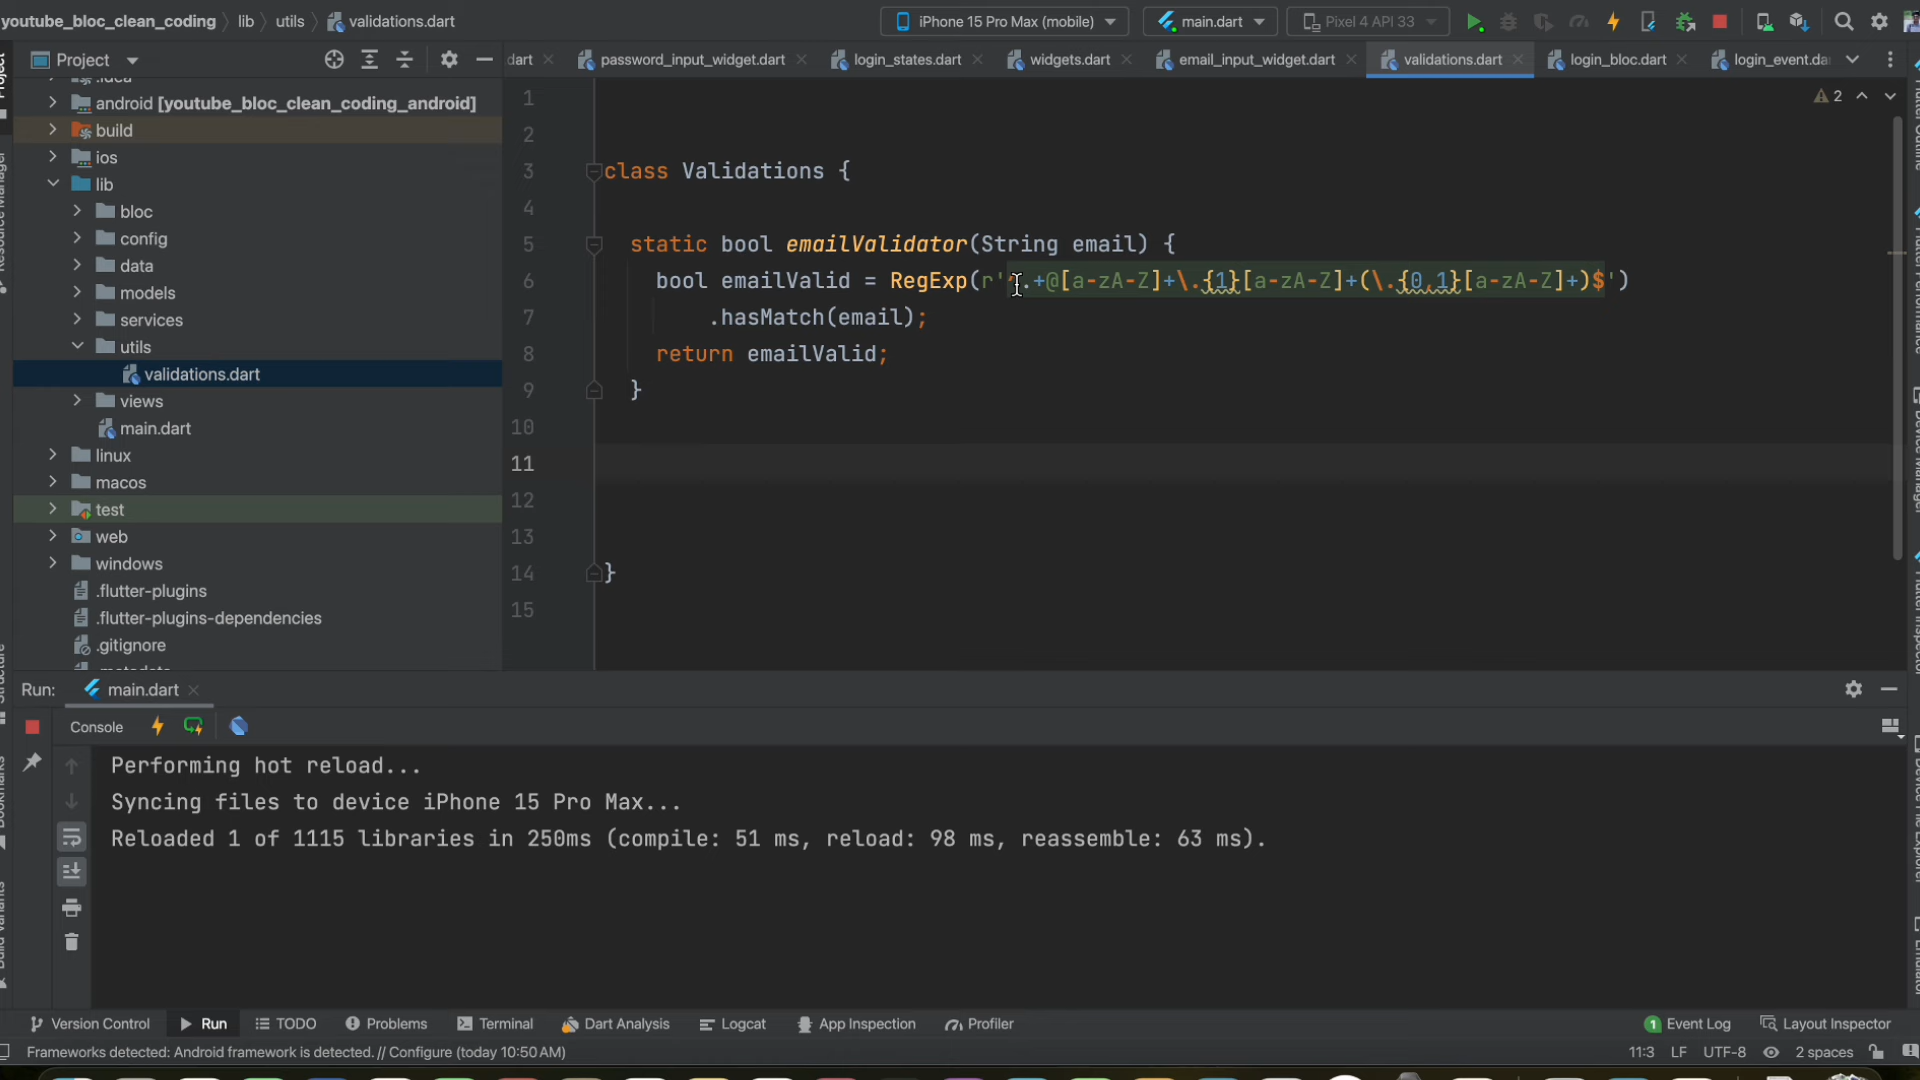 youtube_bloc_clean_coding
lib
utils
validations.dart
iPhone 15 Pro Max (mobile)
main.dart
Pixel 4 API 33
Project
dart
password_input_widget.dart
login_states.dart
widgets.dart
email_input_widget.dart
validations.dart
login_bloc.dart
login_event.da
android [youtube_bloc_clean_coding_android]
build
ios
lib
bloc
config
data
models
services
utils
validations.dart
views
main.dart
linux
macos
test
web
windows
.flutter-plugins
.flutter-plugins-dependencies
.gitignore
2
1
2
3 class Validations {
4
5 static bool emailValidator(String email) {
6 bool emailValid = RegExp(r'^.+@[a-zA-Z]+\.{1}[a-zA-Z]+(\.{0,1}[a-zA-Z]+)$')
7 .hasMatch(email);
8 return emailValid;
9 }
10
11
12
13
14 }
15
Run: main.dart
Console
Performing hot reload...
Syncing files to device iPhone 15 Pro Max...
Reloaded 1 of 1115 libraries in 250ms (compile: 51 ms, reload: 98 ms, reassemble: 63 ms).
Version Control
Run
TODO
Problems
Terminal
Dart Analysis
Logcat
App Inspection
Profiler
1 Event Log
Layout Inspector
Frameworks detected: Android framework is detected. // Configure (today 10:50 AM)
11:3 LF UTF-8 2 spaces